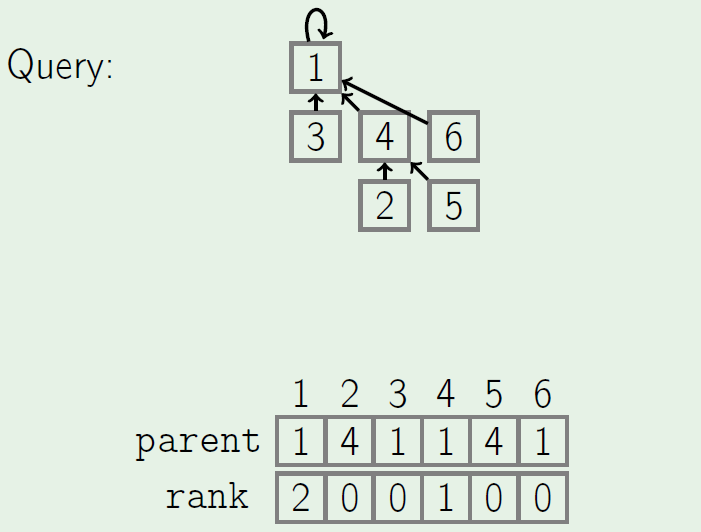 Query: 1
3 4 6
2 5
1 2 3 4 5 6
parent 1 4 1 1 4 1
rank 2 0 0 1 0 0